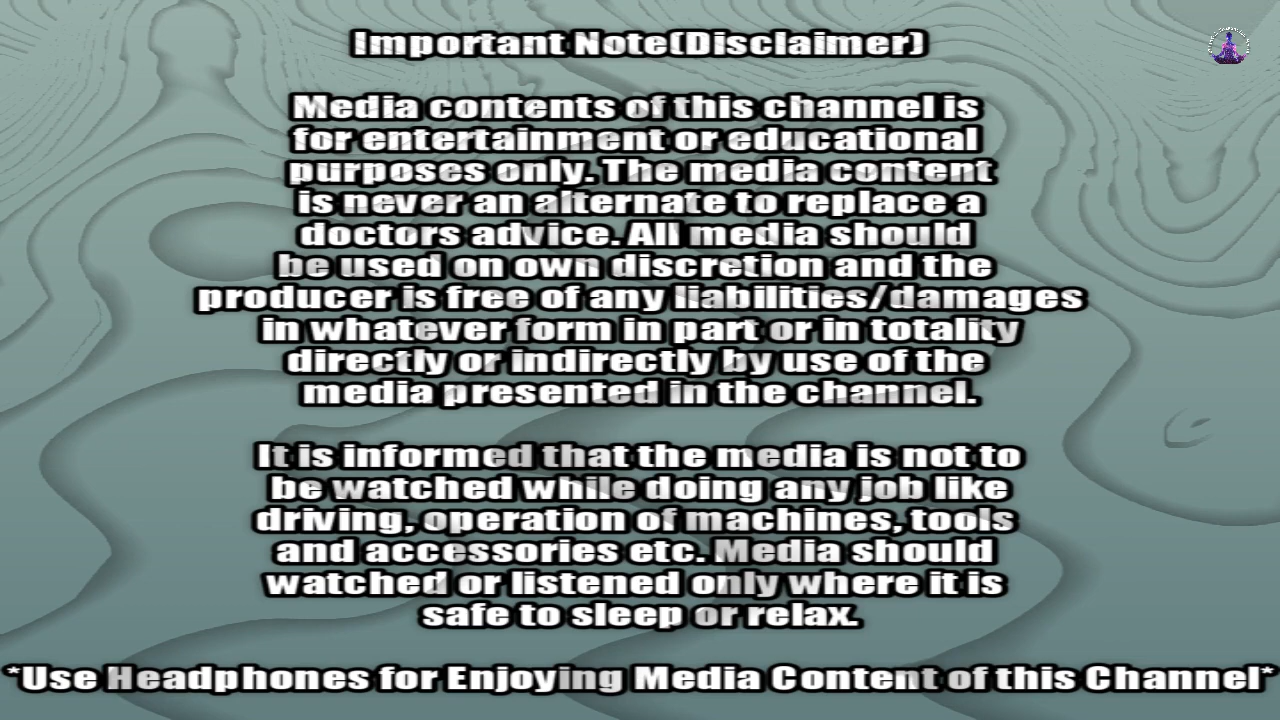 Important Note(Disclaimer)
Media contents of this channel is
for entertainment or educational
purposes only. The media content
is never an alternate to replace a
doctors advice. All media should
be used on own discretion and the
producer is free of any liabilities/damages
in whatever form in part or in totality
directly or indirectly by use of the
media presented in the channel.
It is informed that the media is not to
be watched while doing any job like
driving, operation of machines, tools
and accessories etc. Media should
watched or listened only where it is
safe to sleep or relax.
*Use Headphones for Enjoying Media Content of this Channel*